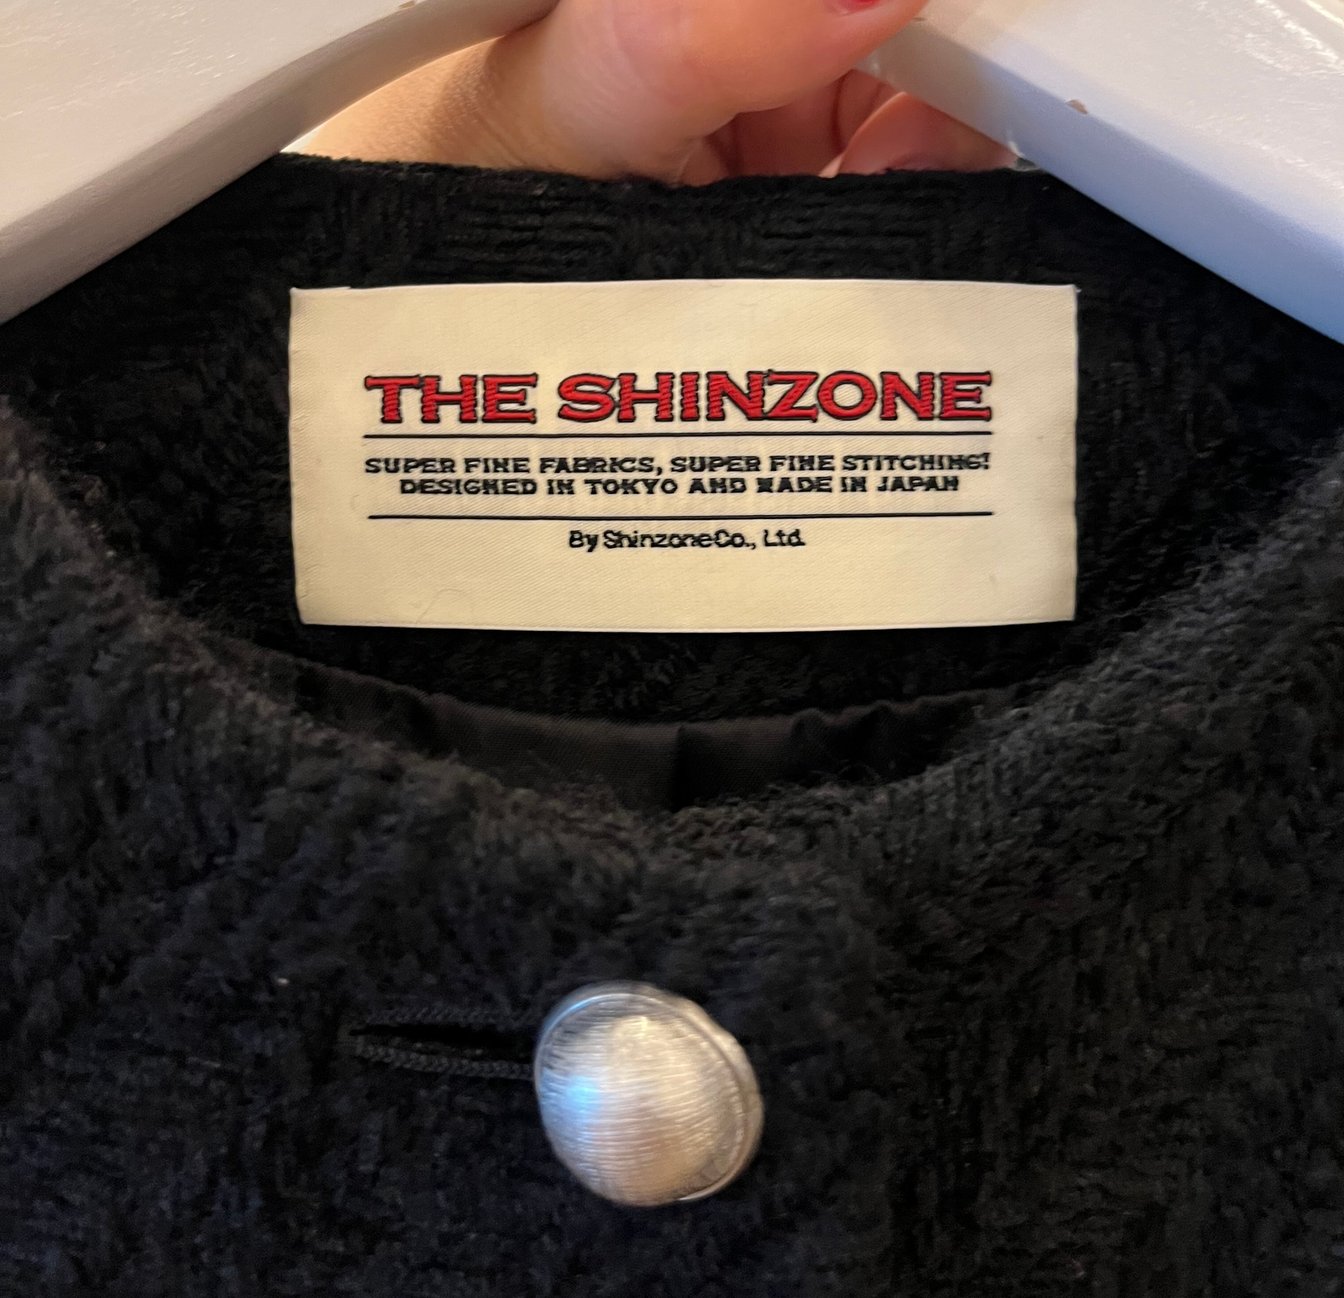 THE SHINZONE
SUPER FINE FABRICS, SUPER FINE STITCHING!
DESIGNED IN TOKYO AND MADE IN JAPAN
By Shinzone Co., Ltd.